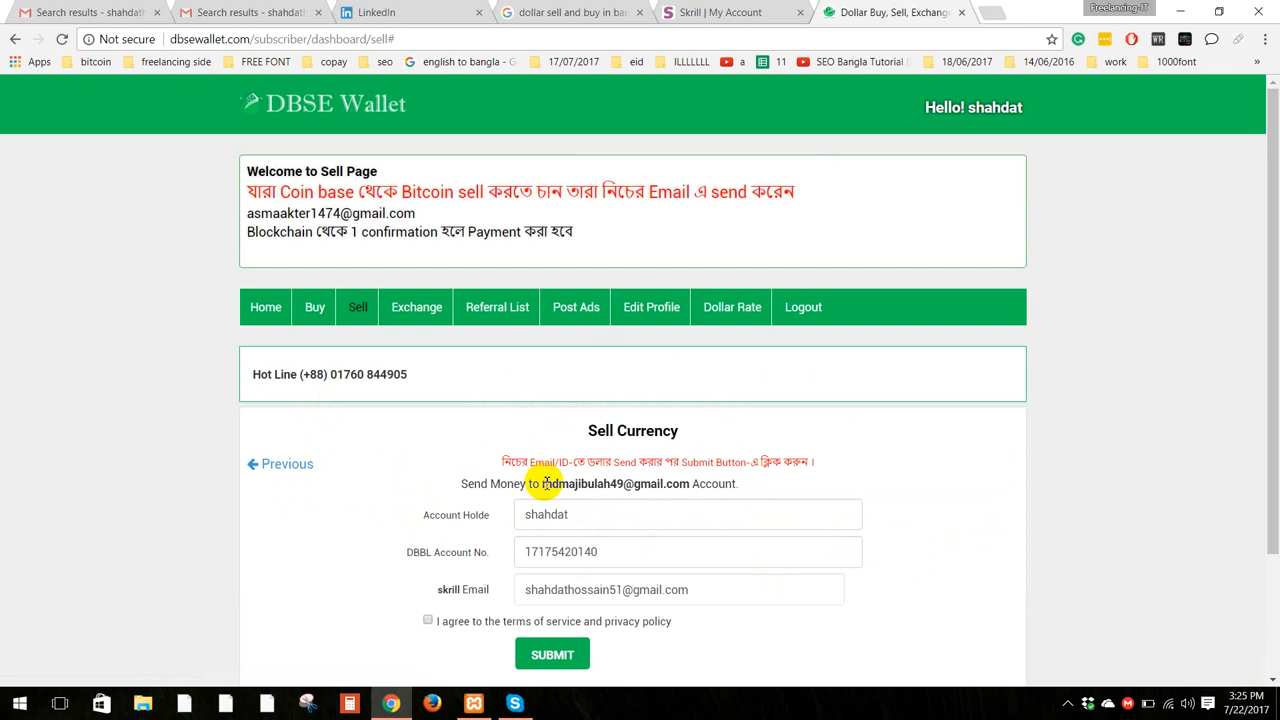 Search results - shahdath
Search results - shahdath
LinkedIn
dollar sell and buy in ban
Skrill | My Account
Dollar Buy, Sell, Exchange
Freelanding-IT
Not secure
dbsewallet.com/subscriber/dashboard/sell#
Apps
bitcoin
freelancing side
FREE FONT
copay
seo
english to bangla - G
17/07/2017
eid
ILLLLLLL
a
11
SEO Bangla Tutorial (
18/06/2017
14/06/2016
work
1000font
»
DBSE Wallet
Hello! shahdat
Welcome to Sell Page
যারা Coin base থেকে Bitcoin sell করতে চান তারা নিচের Email এ send করেন
asmaakter1474@gmail.com
Blockchain থেকে 1 confirmation হলে Payment করা হবে
Home
Buy
Sell
Exchange
Referral List
Post Ads
Edit Profile
Dollar Rate
Logout
Hot Line (+88) 01760 844905
Sell Currency
Previous
নিচের Email/ID-তে ডলার Send করার পর Submit Button-এ ক্লিক করুন ।
Send Money to mdmajibulah49@gmail.com Account.
Account Holde
shahdat
DBBL Account No.
17175420140
skrill Email
shahdathossain51@gmail.com
I agree to the terms of service and privacy policy
SUBMIT
3:25 PM
7/22/2017